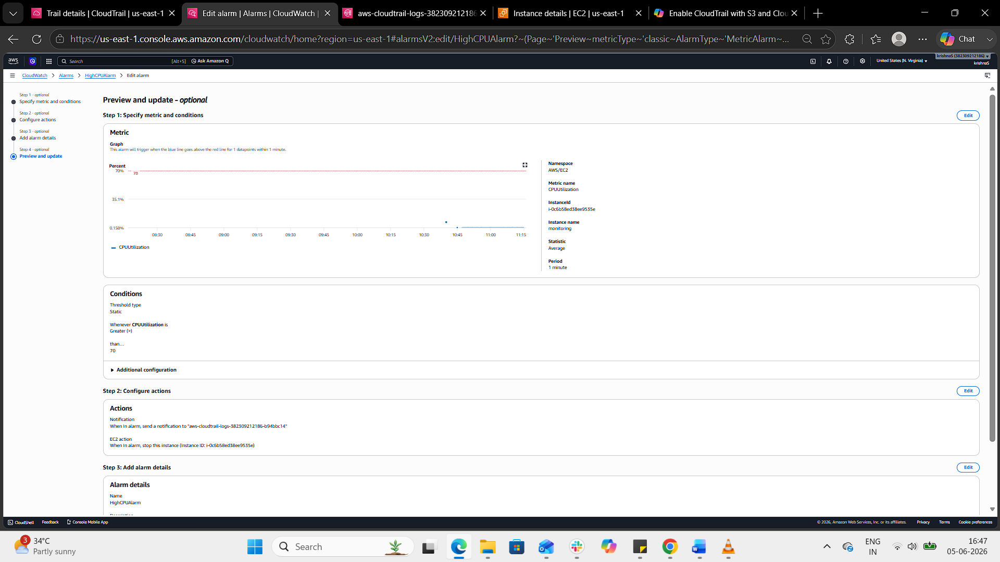 Trail details | CloudTrail | us-east-1
Edit alarm | Alarms | CloudWatch |
aws-cloudtrail-logs-382309212186
Instance details | EC2 | us-east-1
Enable CloudTrail with S3 and Clou
https://us-east-1.console.aws.amazon.com/cloudwatch/home?region=us-east-1#alarmsV2:edit/HighCPUAlarm?~(Page~'Preview~metricType~'classic~AlarmType~'MetricAlarm~...
Chat
aws
Search
[Alt+S]
Ask Amazon Q
United States (N. Virginia)
krishnaS (382309212186)
krishnaS
CloudWatch
Alarms
HighCPUAlarm
Edit alarm
Step 1 - optional
Specify metric and conditions
Step 2 - optional
Configure actions
Step 3 - optional
Add alarm details
Step 4 - optional
Preview and update
Preview and update - optional
Step 1: Specify metric and conditions
Edit
Metric
Graph
This alarm will trigger when the blue line goes above the red line for 1 datapoints within 1 minute.
Percent
70%
70
35.1%
0.158%
08:30
08:45
09:00
09:15
09:30
09:45
10:00
10:15
10:30
10:45
11:00
11:15
CPUUtilization
Namespace
AWS/EC2
Metric name
CPUUtilization
InstanceId
i-0c6b58ed38ee9535e
Instance name
monitoring
Statistic
Average
Period
1 minute
Conditions
Threshold type
Static
Whenever CPUUtilization is
Greater (>)
than...
70
Additional configuration
Step 2: Configure actions
Edit
Actions
Notification
When In alarm, send a notification to "aws-cloudtrail-logs-382309212186-b94bbc14"
EC2 action
When In alarm, stop this instance (Instance ID: i-0c6b58ed38ee9535e)
Step 3: Add alarm details
Edit
Alarm details
Name
HighCPUAlarm
CloudShell
Feedback
Console Mobile App
© 2026, Amazon Web Services, Inc. or its affiliates.
Privacy
Terms
Cookie preferences
3
34°C
Partly sunny
Search
ENG
IN
16:47
05-06-2026